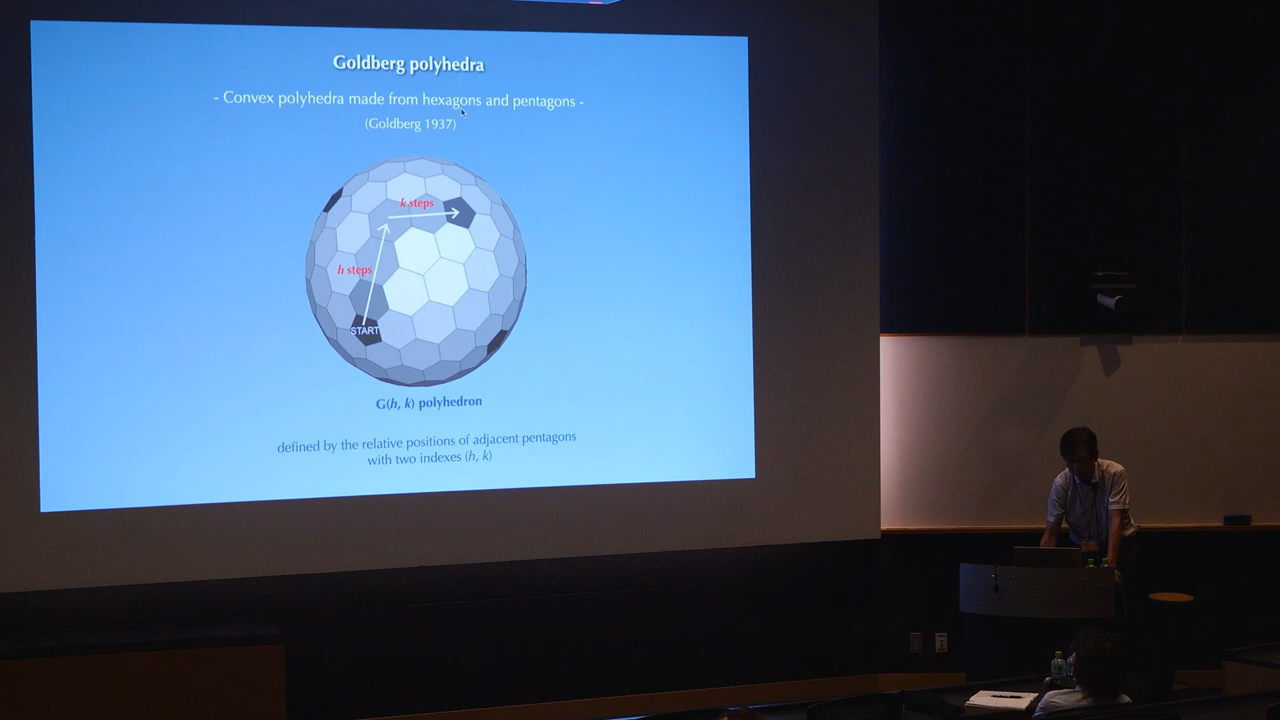 Goldberg polyhedra
- Convex polyhedra made from hexagons and pentagons -
(Goldberg 1937)
k steps
h steps
START
G(h, k) polyhedron
defined by the relative positions of adjacent pentagons
with two indexes (h, k)